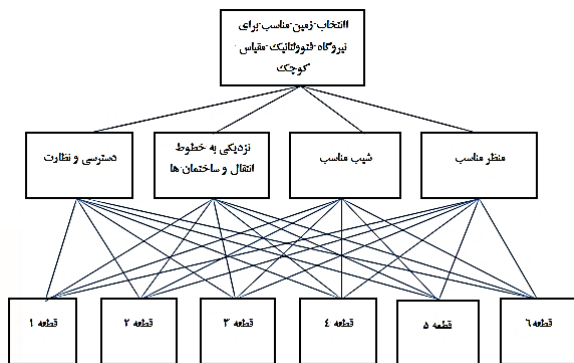 انتخاب زمین مناسب برای
نیروگاه فتوولتائیک مقیاس
کوچک
منظر مناسب
شیب مناسب
نزدیکی به خطوط
انتقال و ساختمان ها
دسترسی و نظارت
قطعه ۱
قطعه ۲
قطعه ۳
قطعه ۴
قطعه ۵
قطعه ۶